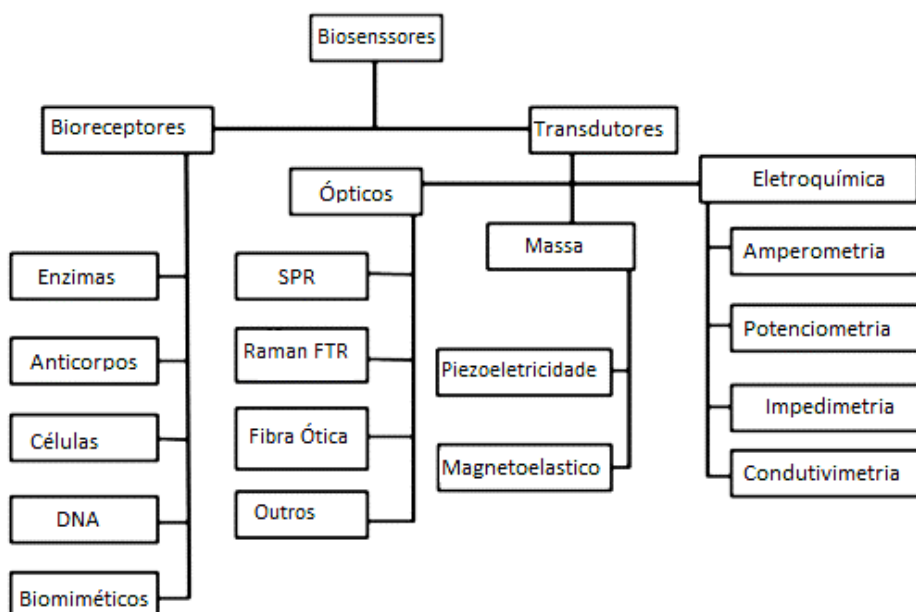 Biosenssores
Bioreceptores
Transdutores
Ópticos
Massa
Eletroquímica
Enzimas
Anticorpos
Células
DNA
Biomiméticos
SPR
Raman FTR
Fibra Ótica
Outros
Piezoeletricidade
Magnetoelastico
Amperometria
Potenciometria
Impedimetria
Condutivimetria